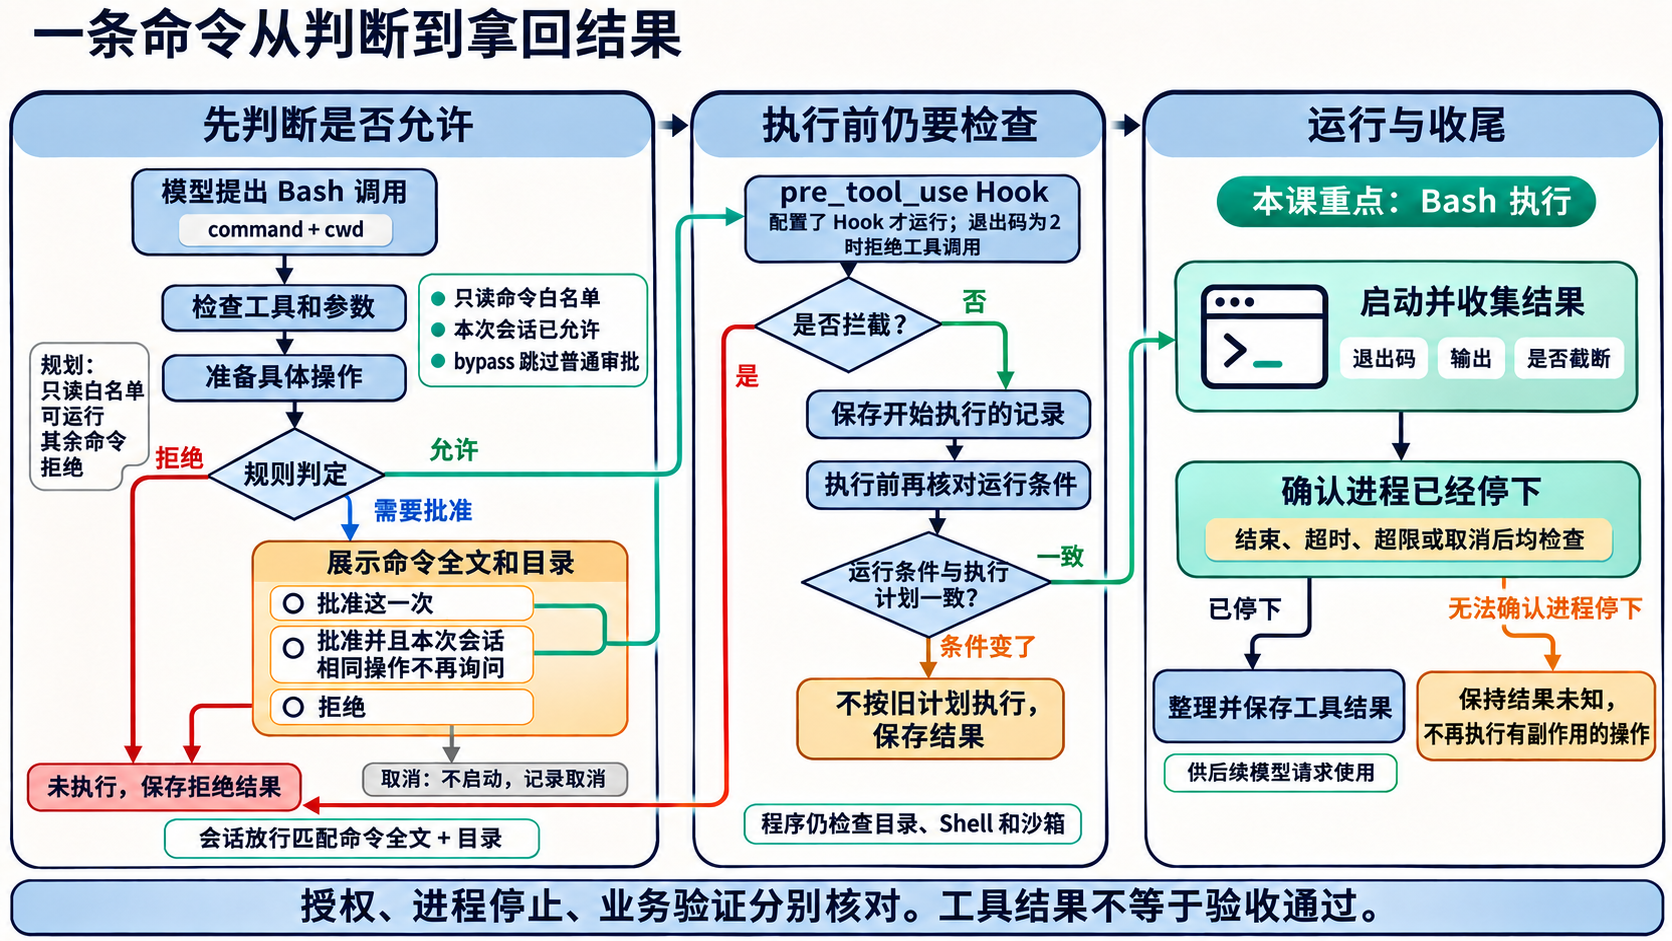 一条命令从判断到拿回结果
先判断是否允许
模型提出 Bash 调用
command + cwd
检查工具和参数
准备具体操作
只读命令白名单
本次会话已允许
bypass 跳过普通审批
规划：
只读白名单
可运行
其余命令
拒绝
拒绝
规则判定
允许
需要批准
展示命令全文和目录
批准这一次
批准并且本次会话
相同操作不再询问
拒绝
未执行，保存拒绝结果
取消：不启动，记录取消
会话放行匹配命令全文 + 目录
执行前仍要检查
pre_tool_use Hook
配置了 Hook 才运行；退出码为2
时拒绝工具调用
是否拦截？
否
是
保存开始执行的记录
执行前再核对运行条件
运行条件与执行
计划一致？
一致
条件变了
不按旧计划执行，
保存结果
程序仍检查目录、Shell 和沙箱
运行与收尾
本课重点：Bash 执行
启动并收集结果
退出码
输出
是否截断
确认进程已经停下
结束、超时、超限或取消后均检查
已停下
无法确认进程停下
整理并保存工具结果
保持结果未知，
不再执行有副作用的操作
供后续模型请求使用
授权、进程停止、业务验证分别核对。工具结果不等于验收通过。